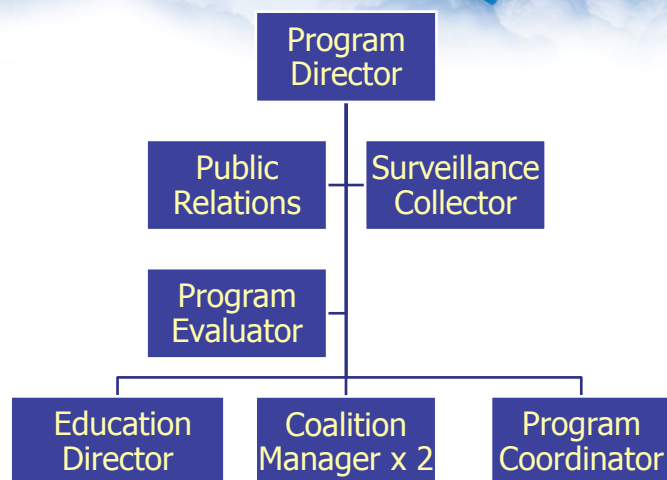 Program
Director
Public
Relations
Surveillance
Collector
Program
Evaluator
Education
Director
Coalition
Manager x 2
Program
Coordinator